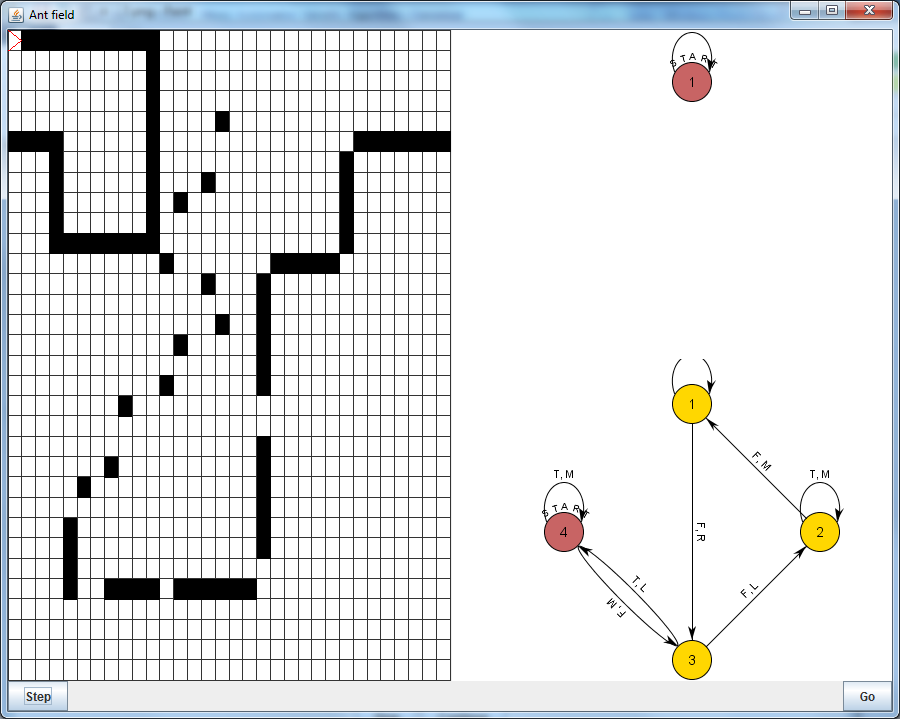 Ant field
START
1
1
F, M
T, M
T, M
START
4
F, R
2
T, L
F, L
F, M
3
Step
Go